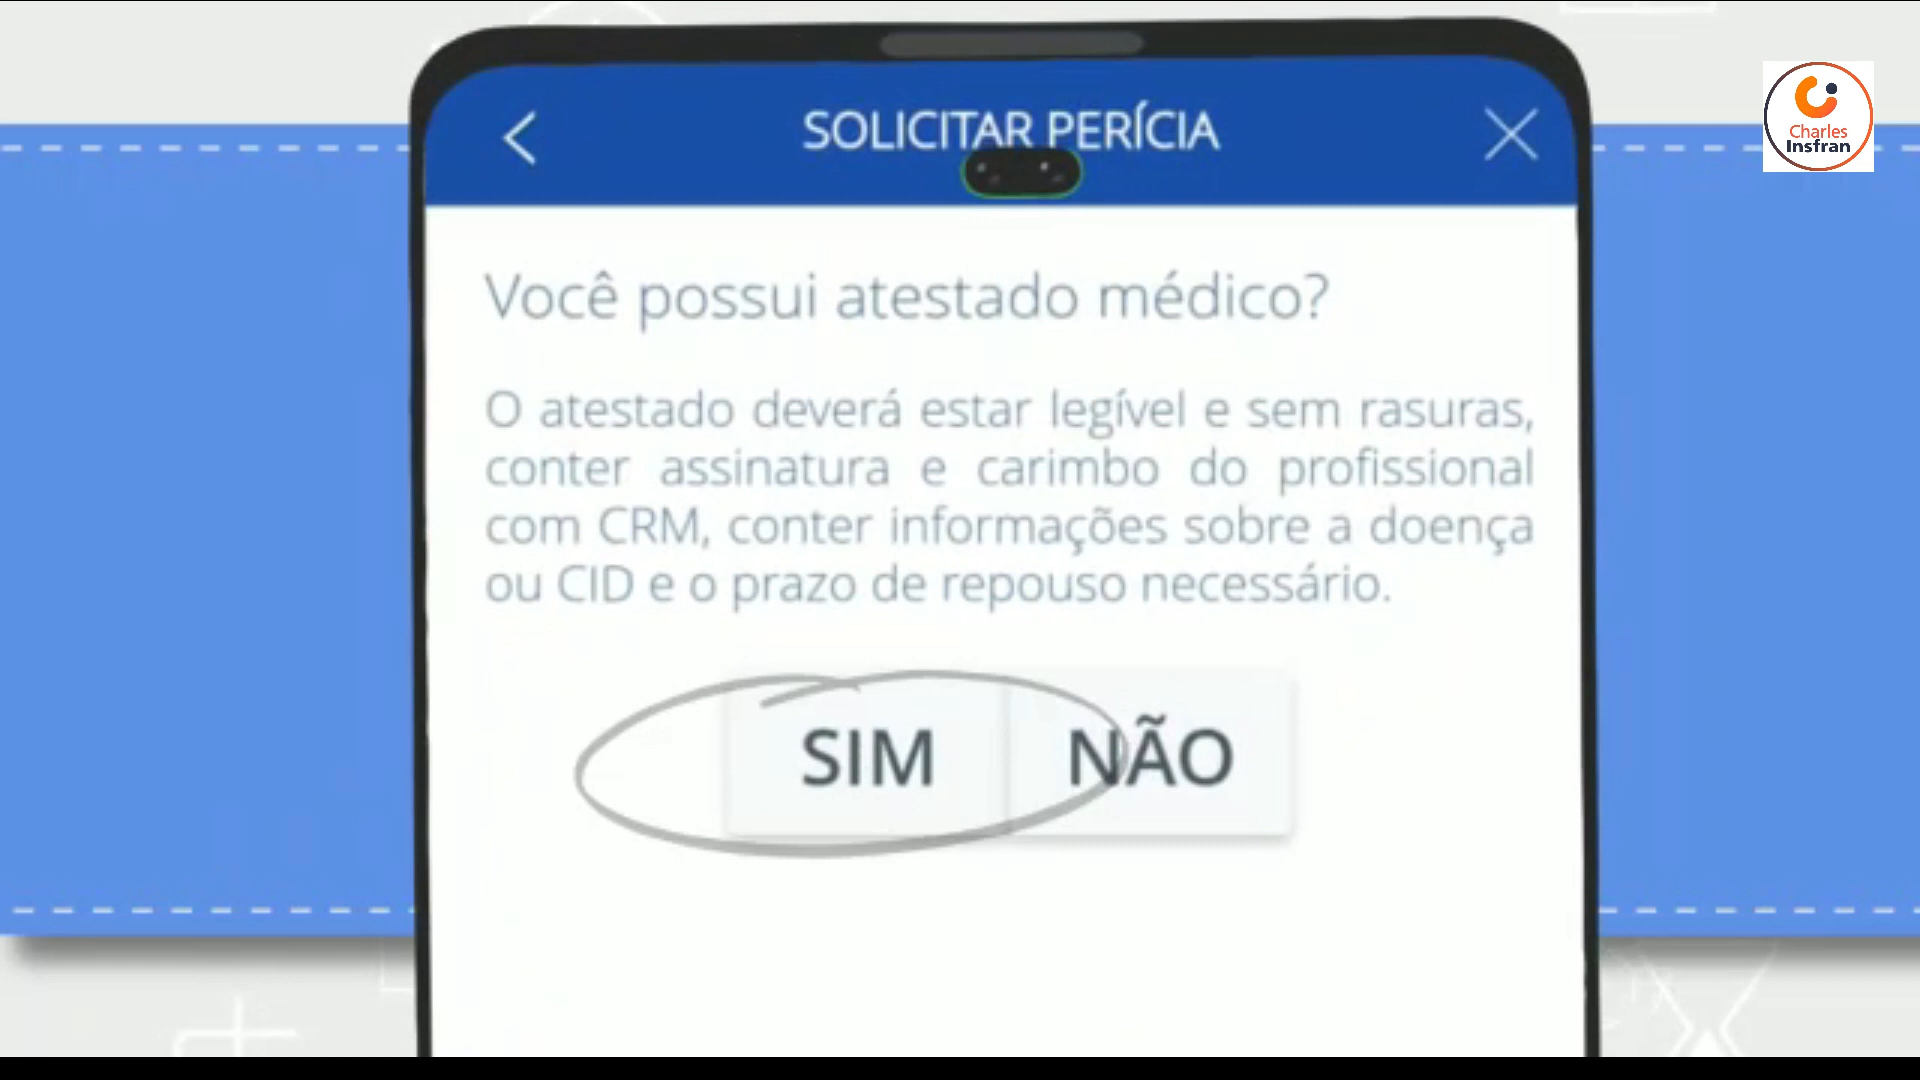 SOLICITAR PERÍCIA
Charles
Insfran
Você possui atestado médico?
O atestado deverá estar legível e sem rasuras,
conter assinatura e carimbo do profissional
com CRM, conter informações sobre a doença
ou CID e o prazo de repouso necessário.
SIM NÃO